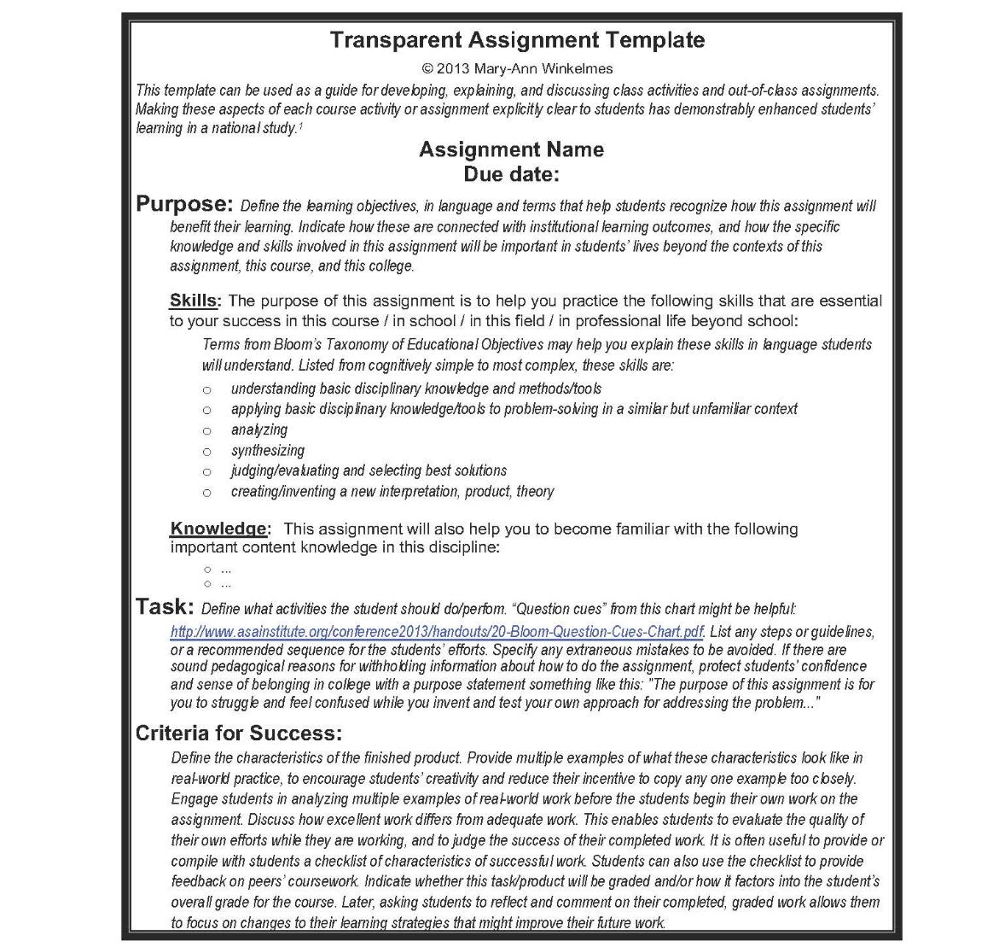 Transparent Assignment Template
© 2013 Mary-Ann Winkelmes
This template can be used as a guide for developing, explaining, and discussing class activities and out-of-class assignments.
Making these aspects of each course activity or assignment explicitly clear to students has demonstrably enhanced students’
learning in a national study.¹
Assignment Name
Due date:
Purpose: Define the learning objectives, in language and terms that help students recognize how this assignment will
benefit their learning. Indicate how these are connected with institutional learning outcomes, and how the specific
knowledge and skills involved in this assignment will be important in students’ lives beyond the contexts of this
assignment, this course, and this college.
Skills: The purpose of this assignment is to help you practice the following skills that are essential
to your success in this course / in school / in this field / in professional life beyond school:
Terms from Bloom’s Taxonomy of Educational Objectives may help you explain these skills in language students
will understand. Listed from cognitively simple to most complex, these skills are:
o understanding basic disciplinary knowledge and methods/tools
o applying basic disciplinary knowledge/tools to problem-solving in a similar but unfamiliar context
o analyzing
o synthesizing
o judging/evaluating and selecting best solutions
o creating/inventing a new interpretation, product, theory
Knowledge: This assignment will also help you to become familiar with the following
important content knowledge in this discipline:
o ...
o ...
Task: Define what activities the student should do/perfom. “Question cues” from this chart might be helpful:
http://www.asainstitute.org/conference2013/handouts/20-Bloom-Question-Cues-Chart.pdf. List any steps or guidelines,
or a recommended sequence for the students’ efforts. Specify any extraneous mistakes to be avoided. If there are
sound pedagogical reasons for withholding information about how to do the assignment, protect students’ confidence
and sense of belonging in college with a purpose statement something like this: "The purpose of this assignment is for
you to struggle and feel confused while you invent and test your own approach for addressing the problem..."
Criteria for Success:
Define the characteristics of the finished product. Provide multiple examples of what these characteristics look like in
real-world practice, to encourage students’ creativity and reduce their incentive to copy any one example too closely.
Engage students in analyzing multiple examples of real-world work before the students begin their own work on the
assignment. Discuss how excellent work differs from adequate work. This enables students to evaluate the quality of
their own efforts while they are working, and to judge the success of their completed work. It is often useful to provide or
compile with students a checklist of characteristics of successful work. Students can also use the checklist to provide
feedback on peers’ coursework. Indicate whether this task/product will be graded and/or how it factors into the student’s
overall grade for the course. Later, asking students to reflect and comment on their completed, graded work allows them
to focus on changes to their learning strategies that might improve their future work.